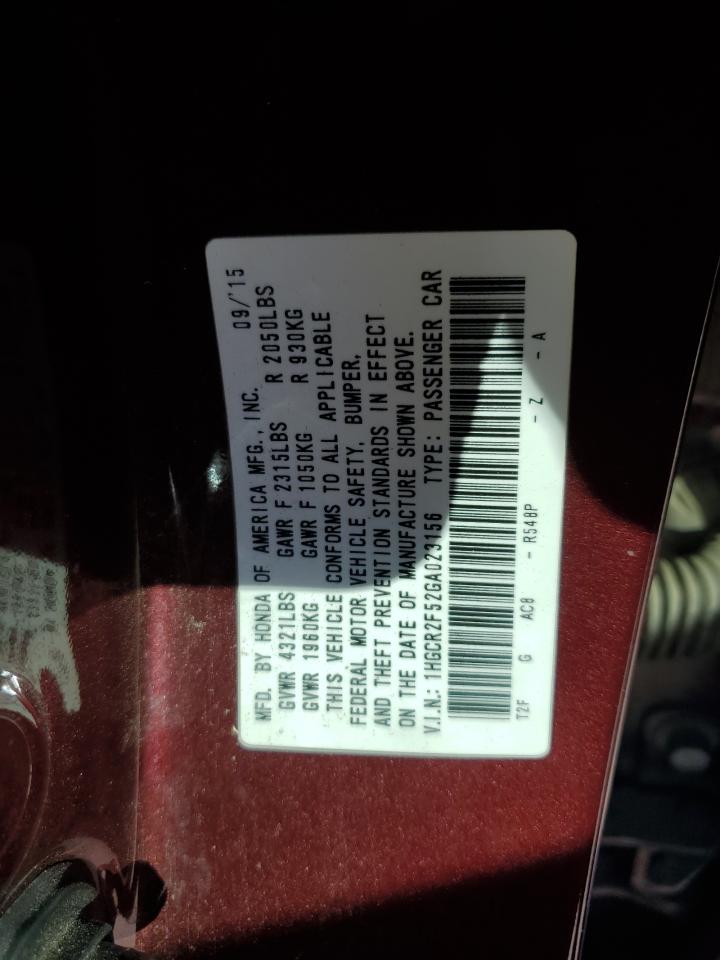 MFD. BY HONDA OF AMERICA MFG., INC. 09/'15
GVWR 4321LBS GAWR F 2315LBS R 2050LBS
GVWR 1960KG GAWR F 1050KG R 930KG
THIS VEHICLE CONFORMS TO ALL APPLICABLE
FEDERAL MOTOR VEHICLE SAFETY, BUMPER,
AND THEFT PREVENTION STANDARDS IN EFFECT
ON THE DATE OF MANUFACTURE SHOWN ABOVE.
V.I.N.: 1HGCR2F52GA023156 TYPE: PASSENGER CAR
T2F G AC8 - R548P - Z - A